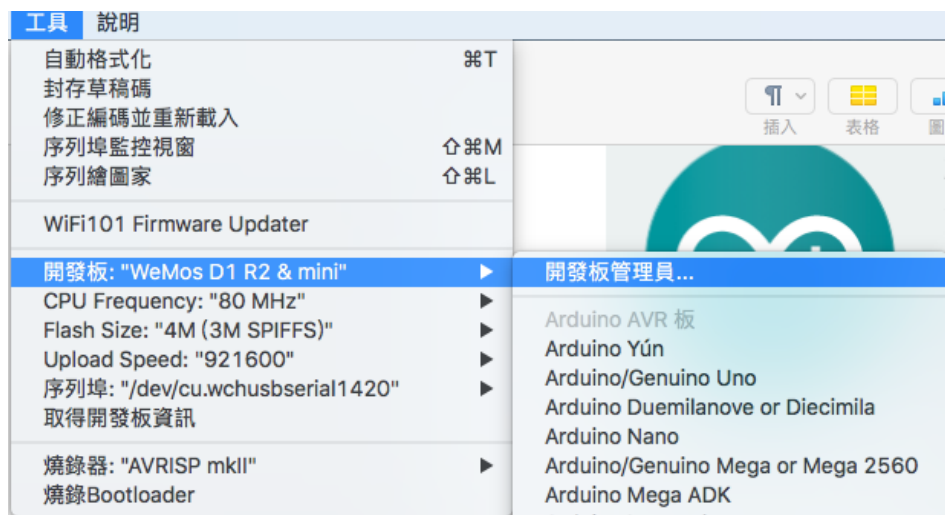 工具 說明
自動格式化 ⌘T
封存草稿碼
修正編碼並重新載入
序列埠監控視窗 ⇧⌘M
序列繪圖家 ⇧⌘L
WiFi101 Firmware Updater
開發板: "WeMos D1 R2 & mini" ▶
CPU Frequency: "80 MHz" ▶
Flash Size: "4M (3M SPIFFS)" ▶
Upload Speed: "921600" ▶
序列埠: "/dev/cu.wchusbserial1420" ▶
取得開發板資訊
燒錄器: "AVRISP mkII" ▶
燒錄Bootloader
插入 表格
開發板管理員...
Arduino AVR 板
Arduino Yún
Arduino/Genuino Uno
Arduino Duemilanove or Diecimila
Arduino Nano
Arduino/Genuino Mega or Mega 2560
Arduino Mega ADK